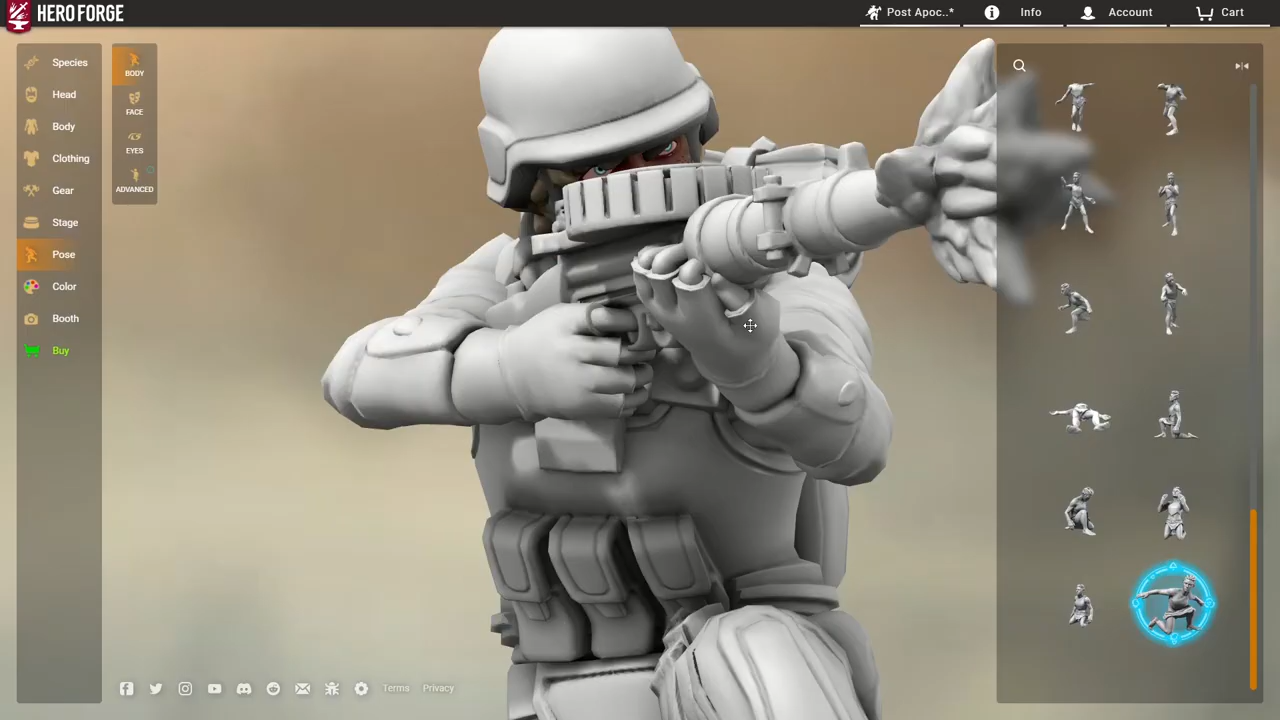 HERO FORGE
Post Apoc..*
Info
Account
Cart
Species
Head
Body
Clothing
Gear
Stage
Pose
Color
Booth
Buy
BODY
FACE
EYES
ADVANCED
Terms
Privacy